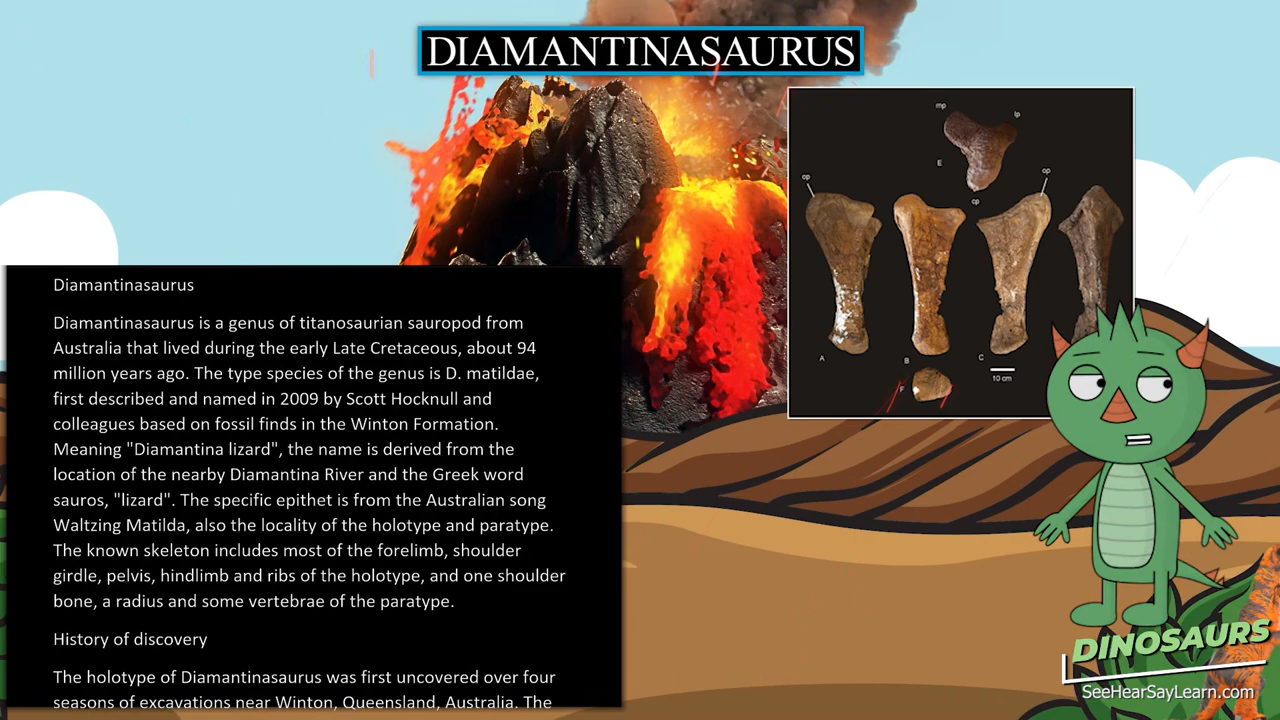 DIAMANTINASAURUS
mp
lp
E
op
op
cp
A
B
C
10 cm
F
Diamantinasaurus
Diamantinasaurus is a genus of titanosaurian sauropod from
Australia that lived during the early Late Cretaceous, about 94
million years ago. The type species of the genus is D. matildae,
first described and named in 2009 by Scott Hocknull and
colleagues based on fossil finds in the Winton Formation.
Meaning "Diamantina lizard", the name is derived from the
location of the nearby Diamantina River and the Greek word
sauros, "lizard". The specific epithet is from the Australian song
Waltzing Matilda, also the locality of the holotype and paratype.
The known skeleton includes most of the forelimb, shoulder
girdle, pelvis, hindlimb and ribs of the holotype, and one shoulder
bone, a radius and some vertebrae of the paratype.
History of discovery
The holotype of Diamantinasaurus was first uncovered over four
seasons of excavations near Winton, Queensland, Australia. The
DINOSAURS
SeeHearSayLearn.com